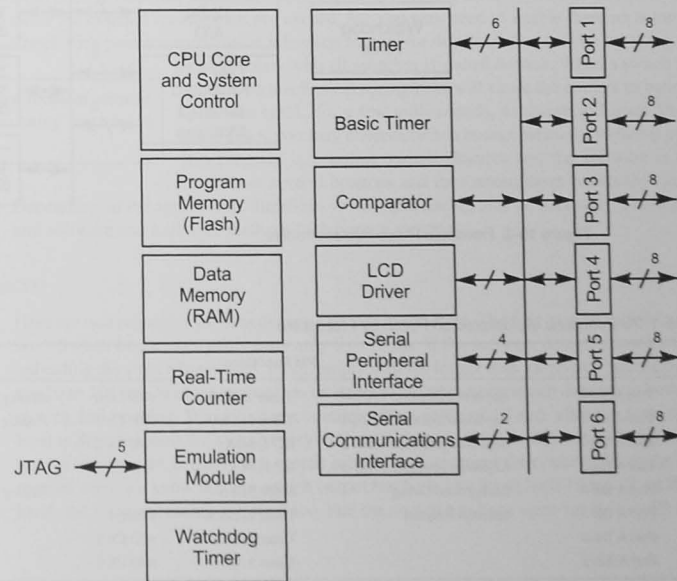 CPU Core
and System
Control
Program
Memory
(Flash)
Data
Memory
(RAM)
Real-Time
Counter
JTAG
5
Emulation
Module
Watchdog
Timer
Timer
6
Port 1
8
Basic Timer
Port 2
8
Comparator
Port 3
8
LCD
Driver
Port 4
8
Serial
Peripheral
Interface
4
Port 5
8
Serial
Communications
Interface
2
Port 6
8